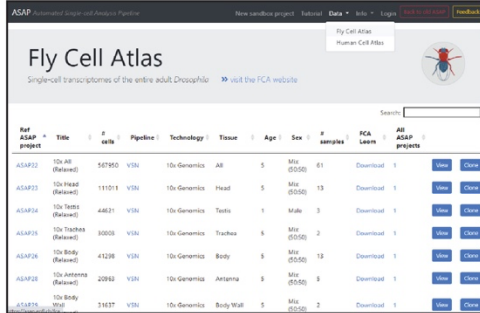 ASAP Automated Single-cell Analysis Pipeline New sandbox project Tutorial Data Info Login Feedback
Fly Cell Atlas
Human Cell Atlas
Fly Cell Atlas
Single-cell transcriptomes of the entire adult Drosophila » visit the FCA website
Search:
Ref ASAP project Title # cells Pipeline Technology Tissue Age Sex # samples FCA Loom All ASAP projects
ASAP22 10x All (Relaxed) 567950 VSN 10x Genomics All 5 Mix (50:50) 61 Download 1 View Clone
ASAP23 10x Head (Relaxed) 111011 VSN 10x Genomics Head 5 Mix (50:50) 13 Download 1 View Clone
ASAP24 10x Testis (Relaxed) 44621 VSN 10x Genomics Testis 1 Male 3 Download 1 View Clone
ASAP25 10x Trachea (Relaxed) 30003 VSN 10x Genomics Trachea 5 Mix (50:50) 2 Download 1 View Clone
ASAP26 10x Body (Relaxed) 41298 VSN 10x Genomics Body 5 Mix (50:50) 13 Download 1 View Clone
ASAP28 10x Antenna (Relaxed) 20963 VSN 10x Genomics Antenna 5 Mix (50:50) Download 1 View Clone
ASAP29 10x Body Wall 31637 VSN 10x Genomics Body Wall 5 Mix (50:50) 2 Download 1 View Clone